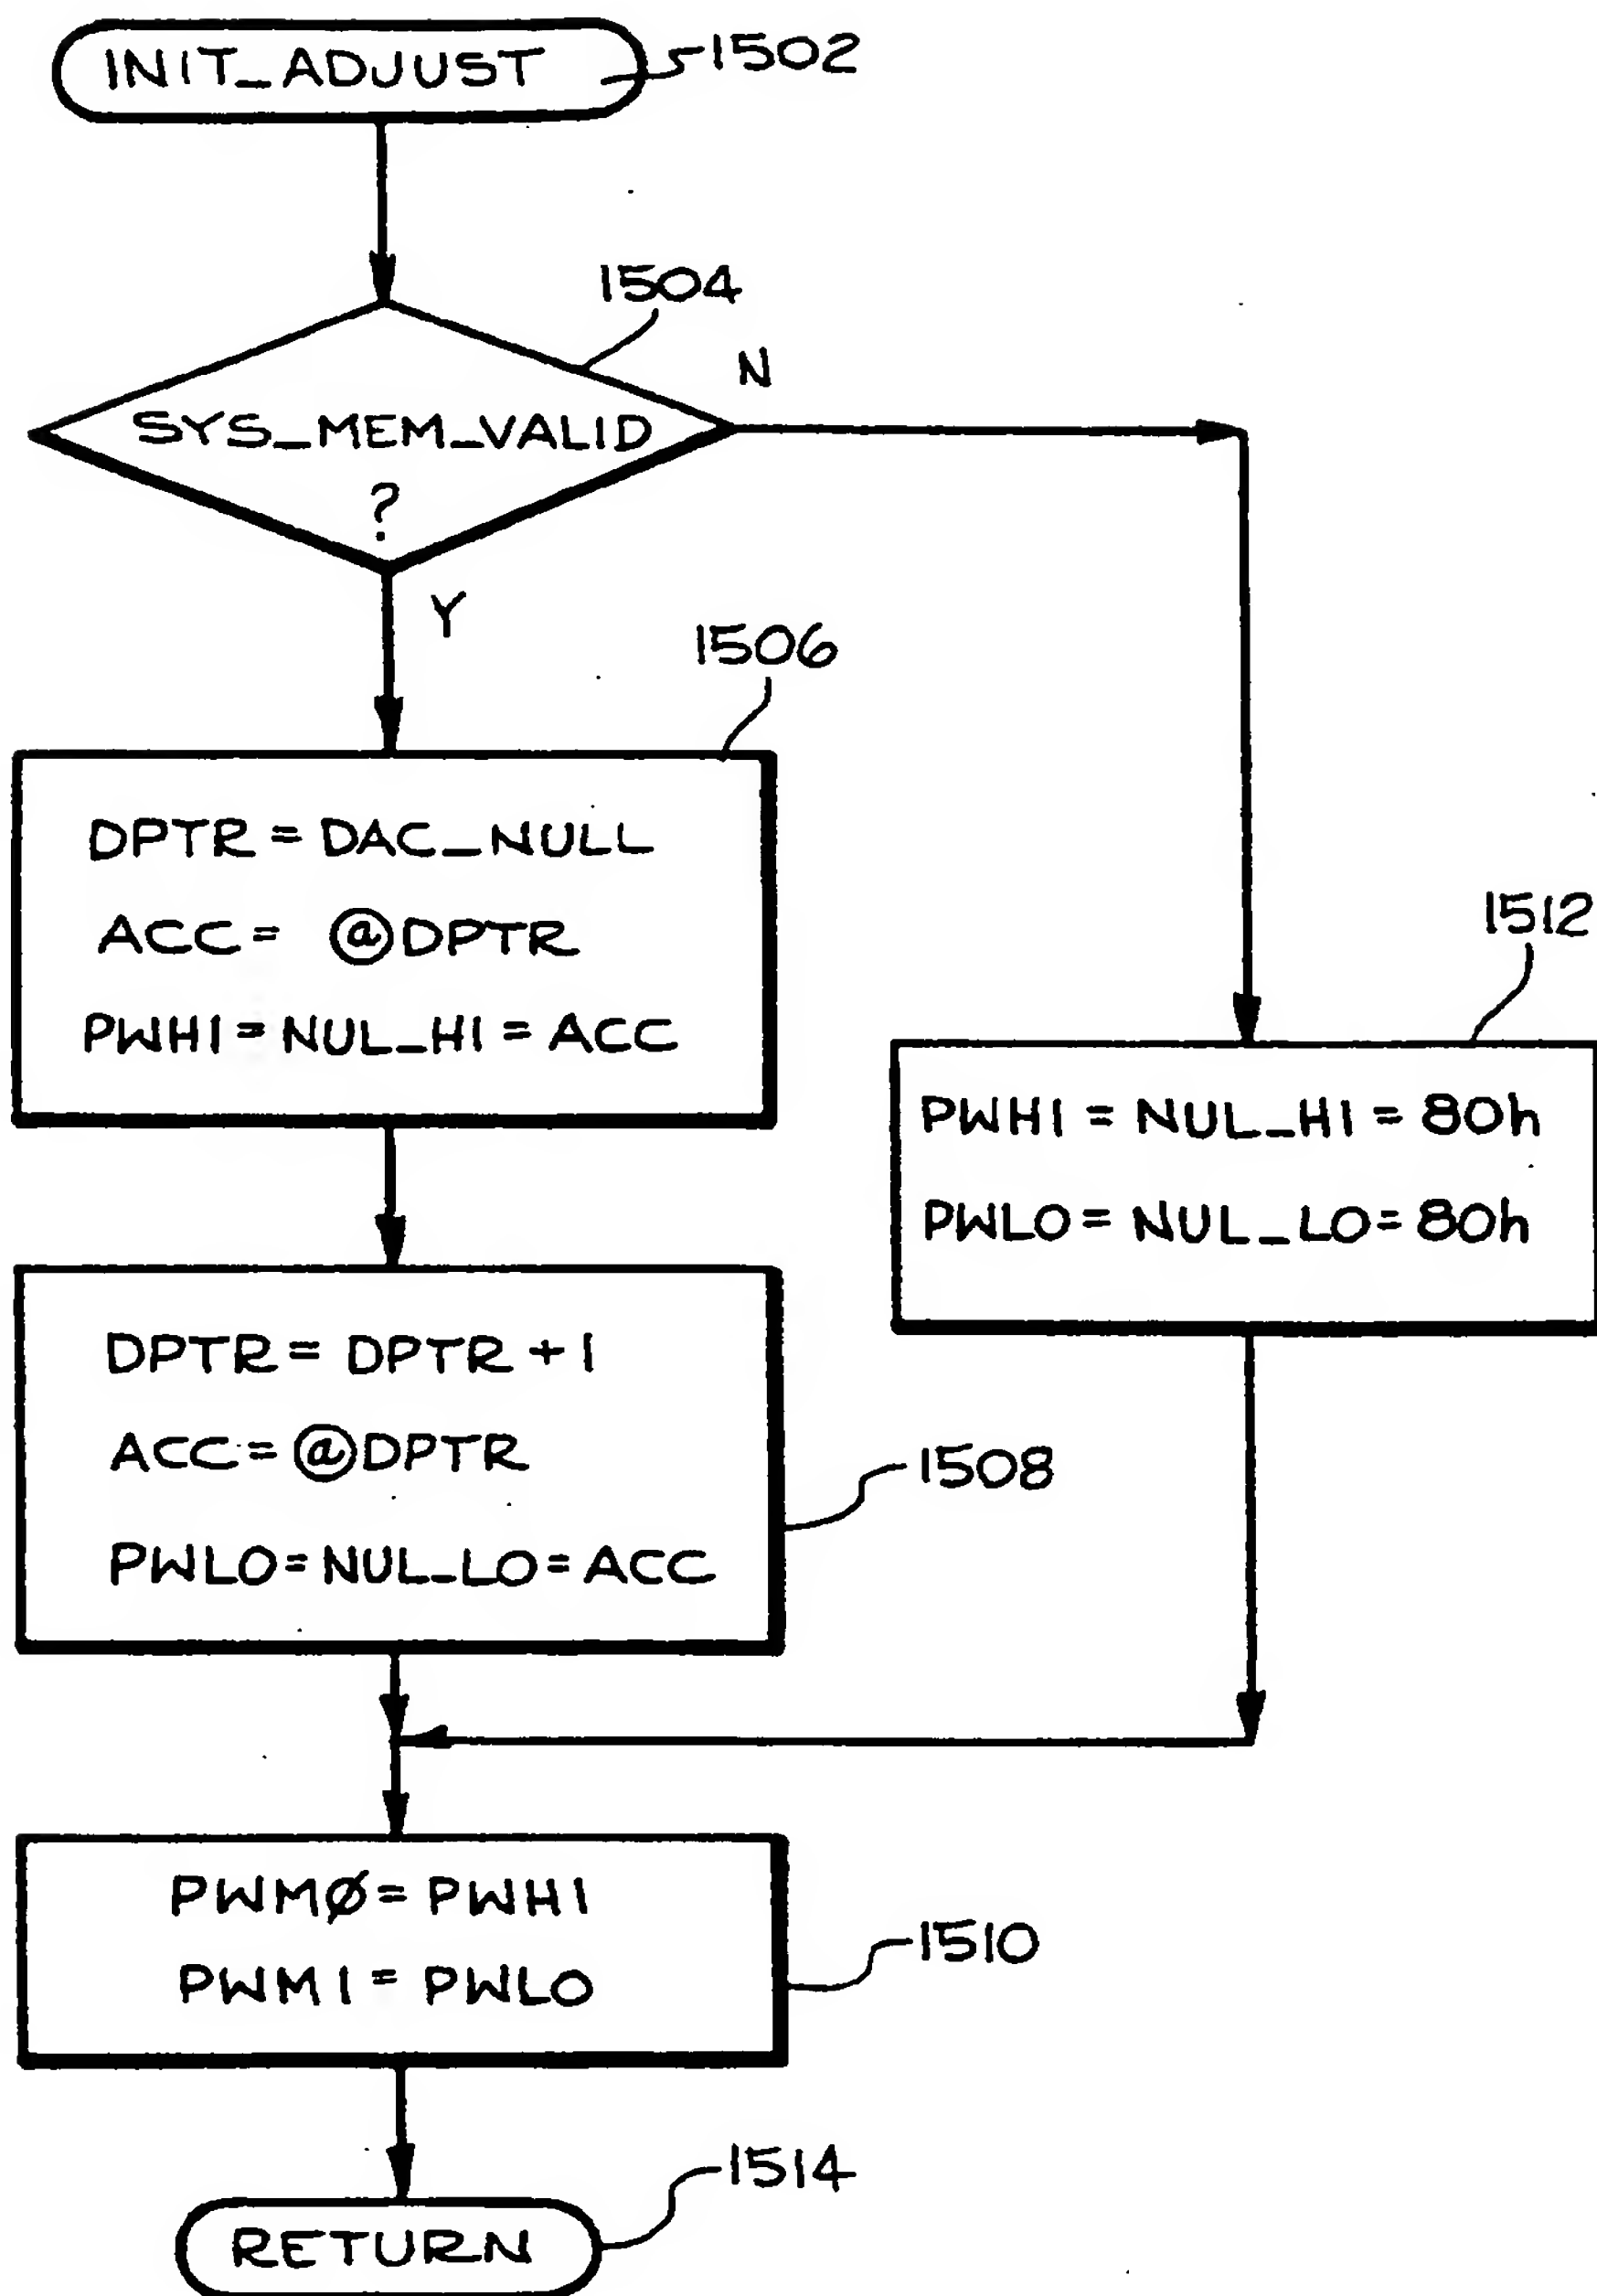 INIT_ADJUST
1502
1504
N
SYS_MEM_VALID
?
Y
1506
DPTR = DAC_NULL
ACC = @DPTR
PWHI = NUL_HI = ACC
1512
PWHI = NUL_HI = 80h
PWLO = NUL_LO = 80h
DPTR = DPTR + 1
ACC = @DPTR
PWLO = NUL_LO = ACC
1508
PWMØ = PWHI
PWM1 = PWLO
1510
1514
RETURN